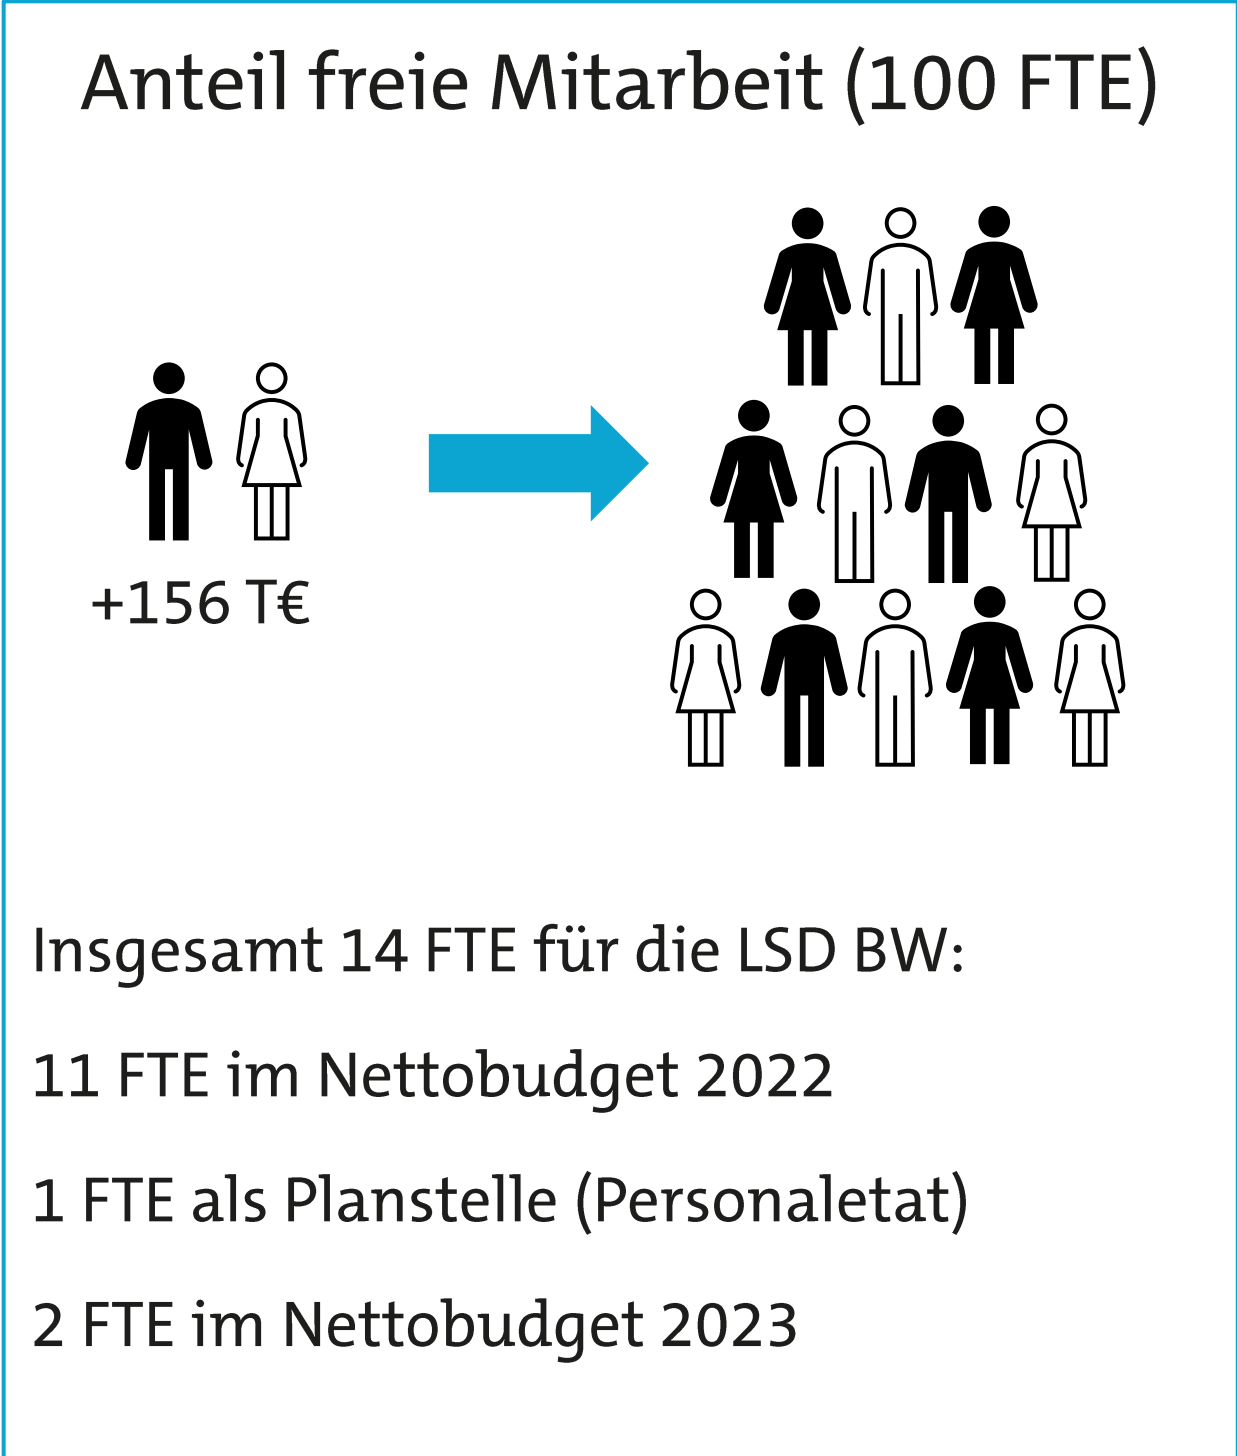 Anteil freie Mitarbeit (100 FTE)
+156 T€
Insgesamt 14 FTE für die LSD BW:
11 FTE im Nettobudget 2022
1 FTE als Planstelle (Personaletat)
2 FTE im Nettobudget 2023